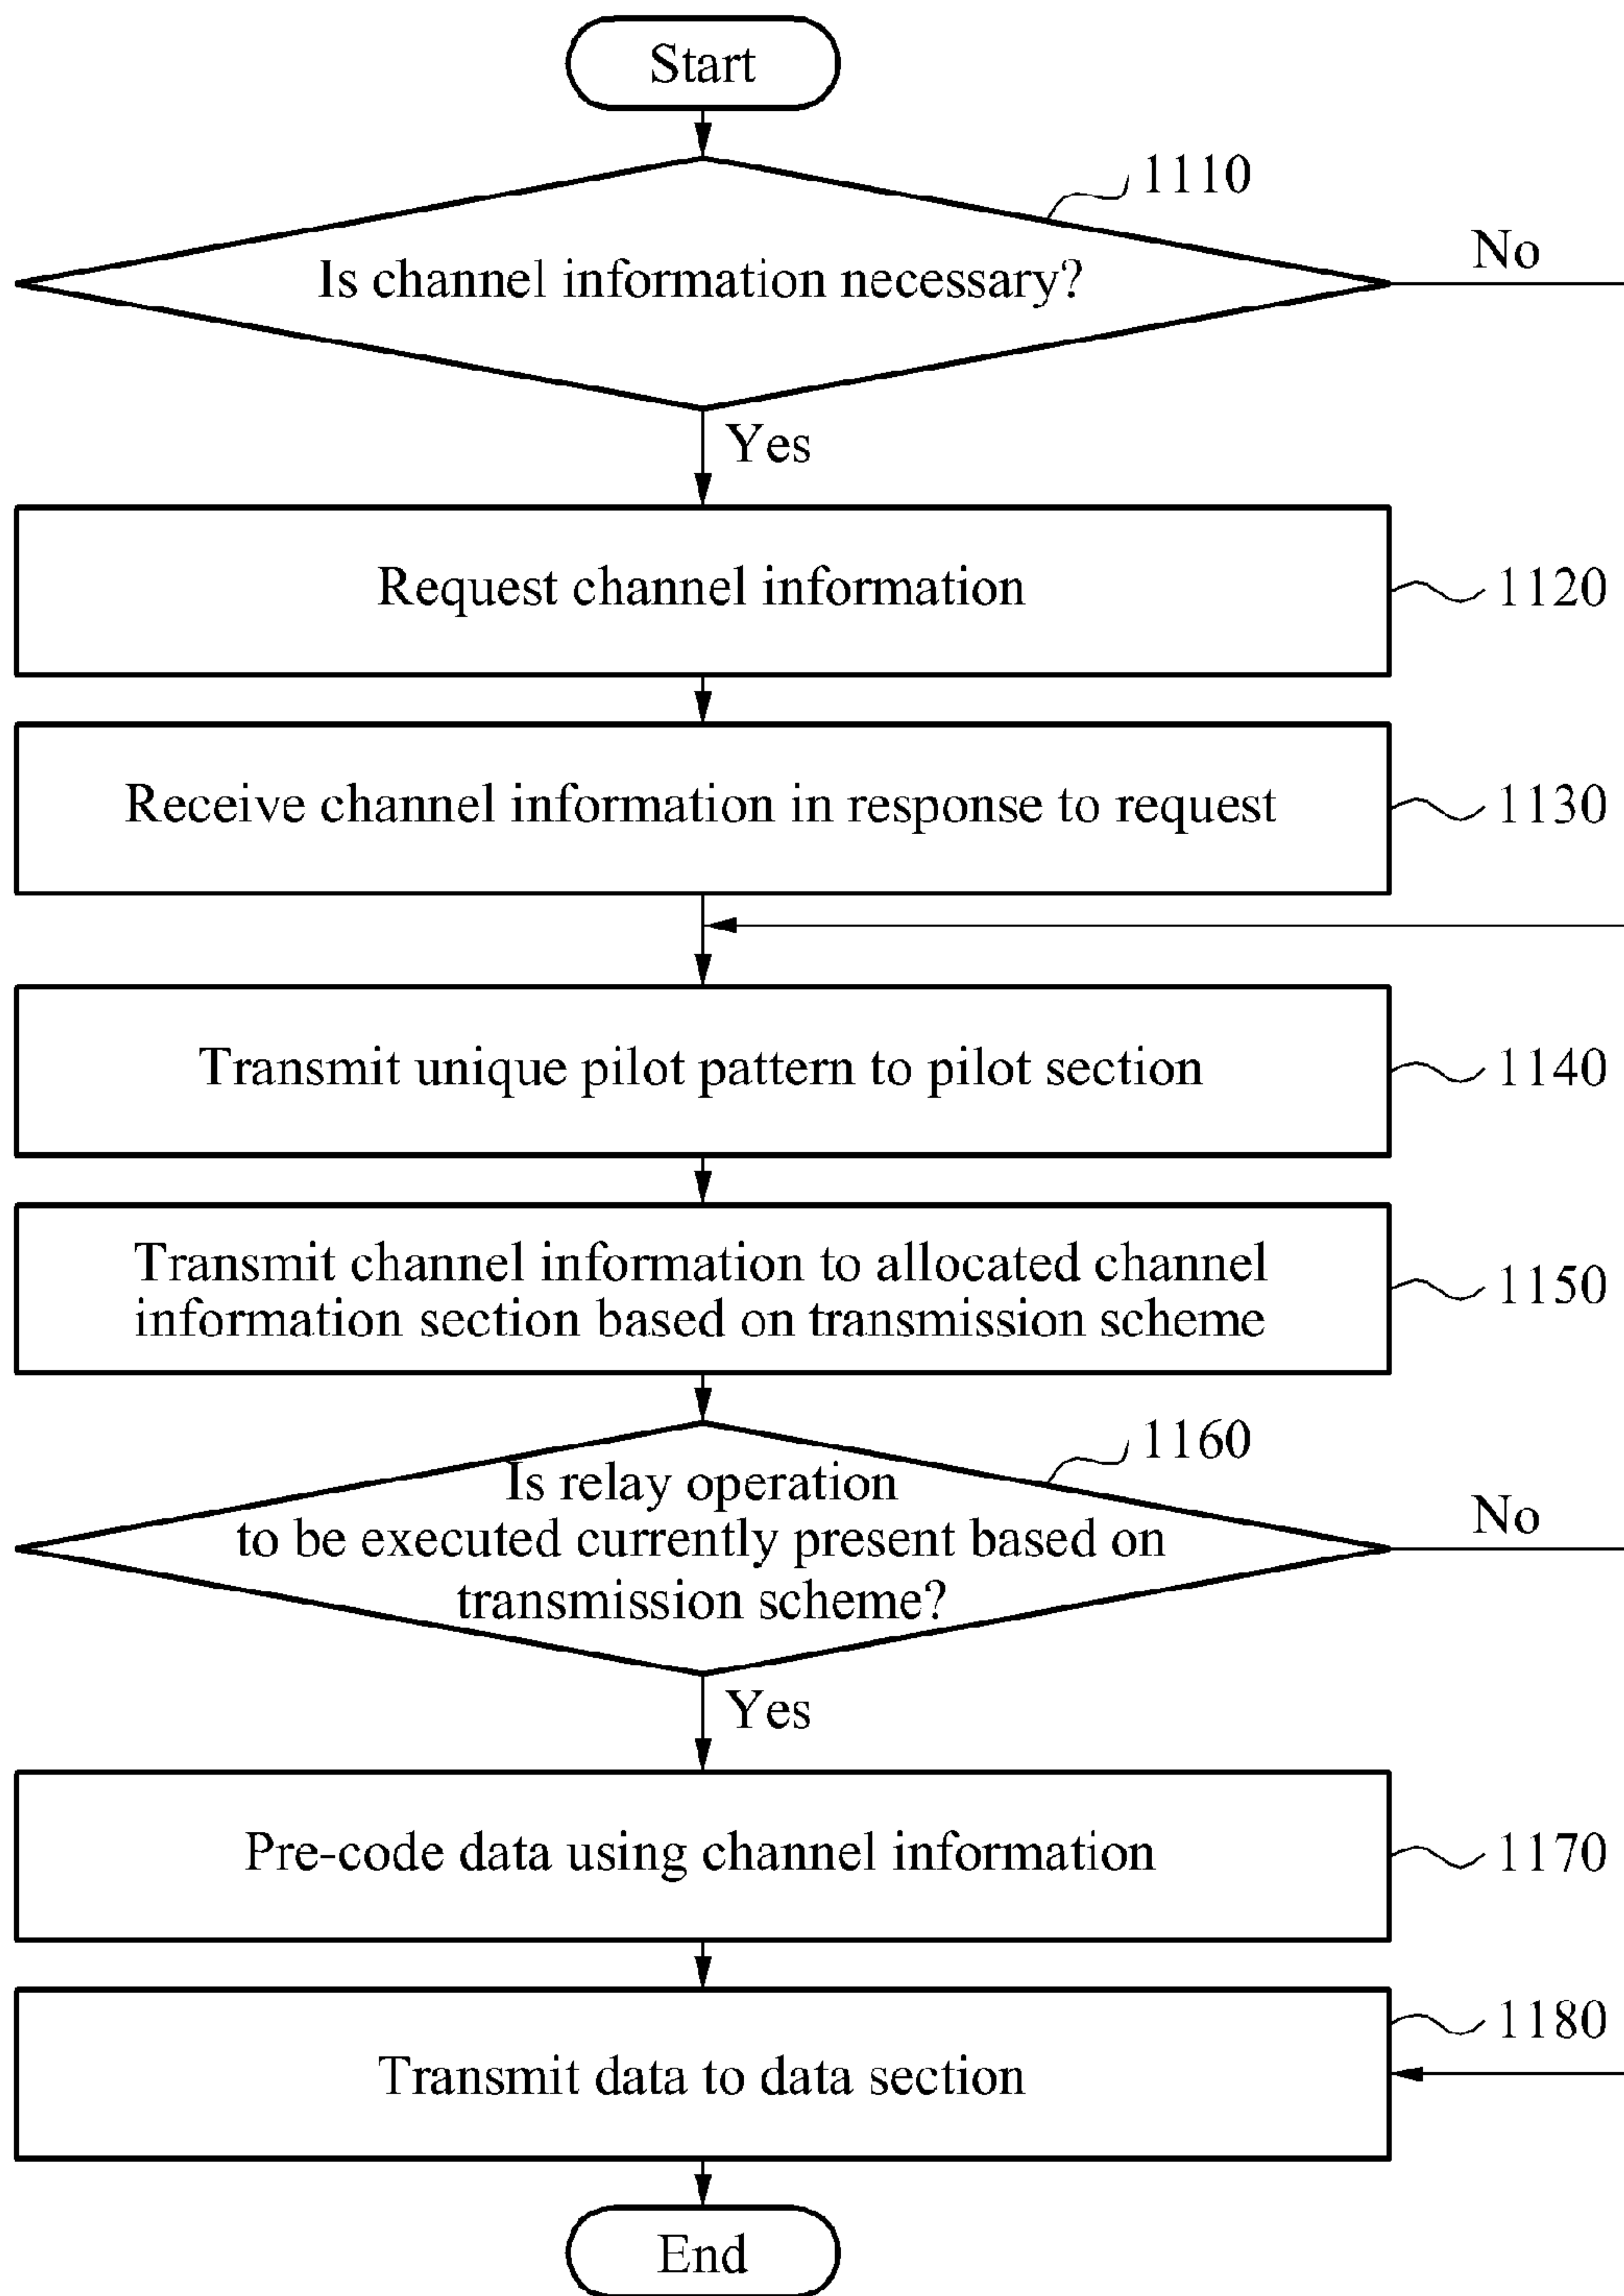 Start
1110
Is channel information necessary?
No
Yes
Request channel information
1120
Receive channel information in response to request
1130
Transmit unique pilot pattern to pilot section
1140
Transmit channel information to allocated channel
information section based on transmission scheme
1150
1160
Is relay operation
to be executed currently present based on
transmission scheme?
No
Yes
Pre-code data using channel information
1170
1180
Transmit data to data section
End